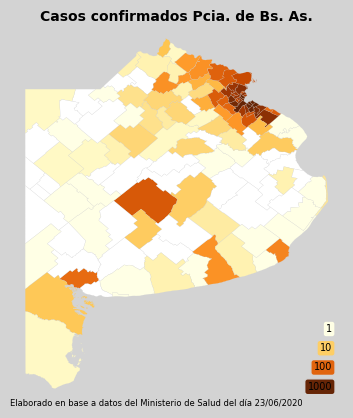 Casos confirmados Pcia. de Bs. As.
1
10
100
1000
Elaborado en base a datos del Ministerio de Salud del día 23/06/2020